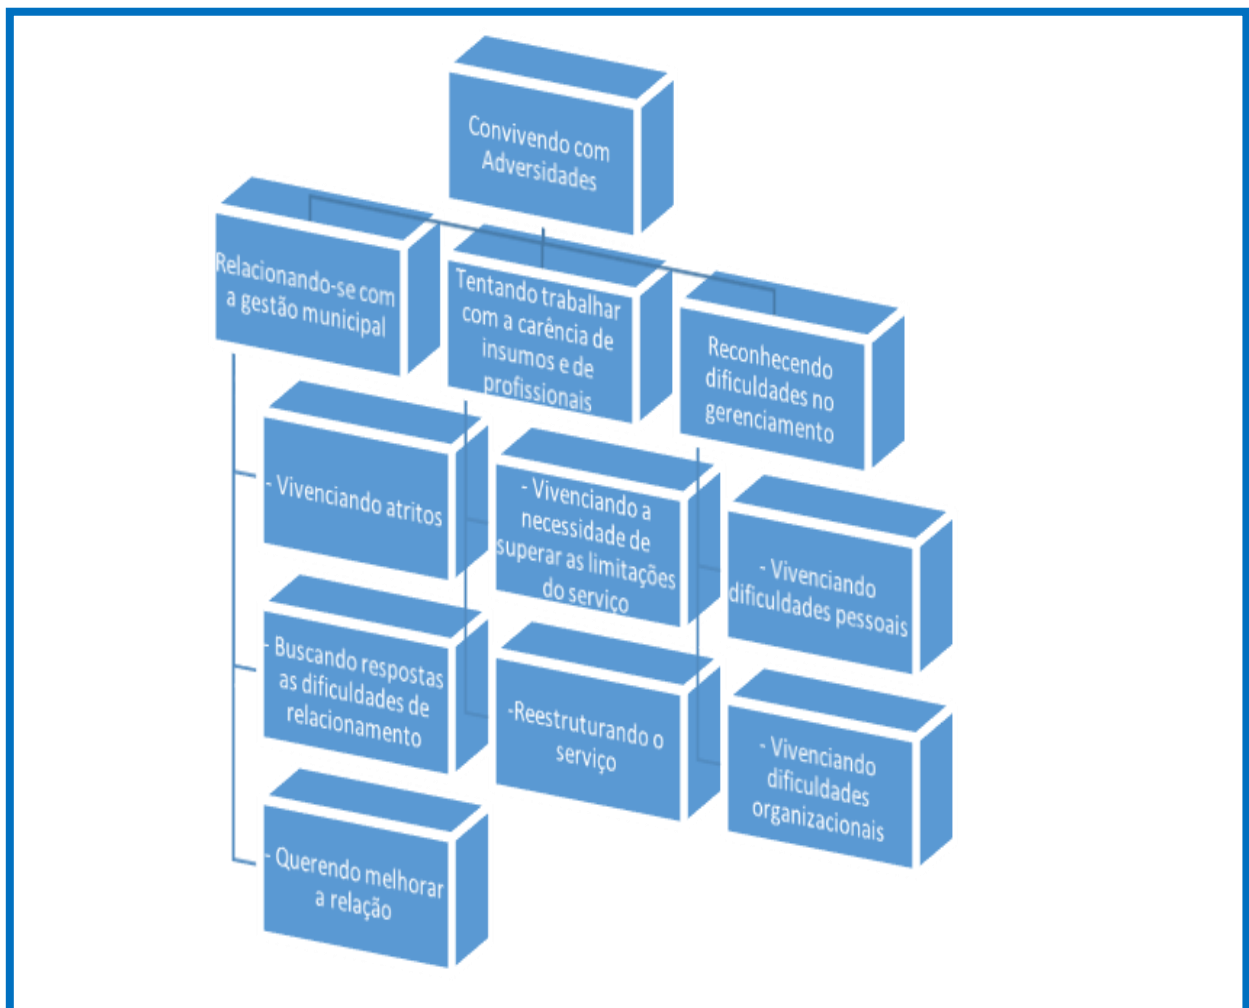 Convivendo com
Adversidades
Relacionando-se com
a gestão municipal
Tentando trabalhar
com a carência de
insumos e de
profissionais
Reconhecendo
dificuldades no
gerenciamento
- Vivenciando atritos
- Buscando respostas
as dificuldades de
relacionamento
- Querendo melhorar
a relação
- Vivenciando a
necessidade de
superar as limitações
do serviço
-Reestruturando o
serviço
- Vivenciando
dificuldades pessoais
- Vivenciando
dificuldades
organizacionais